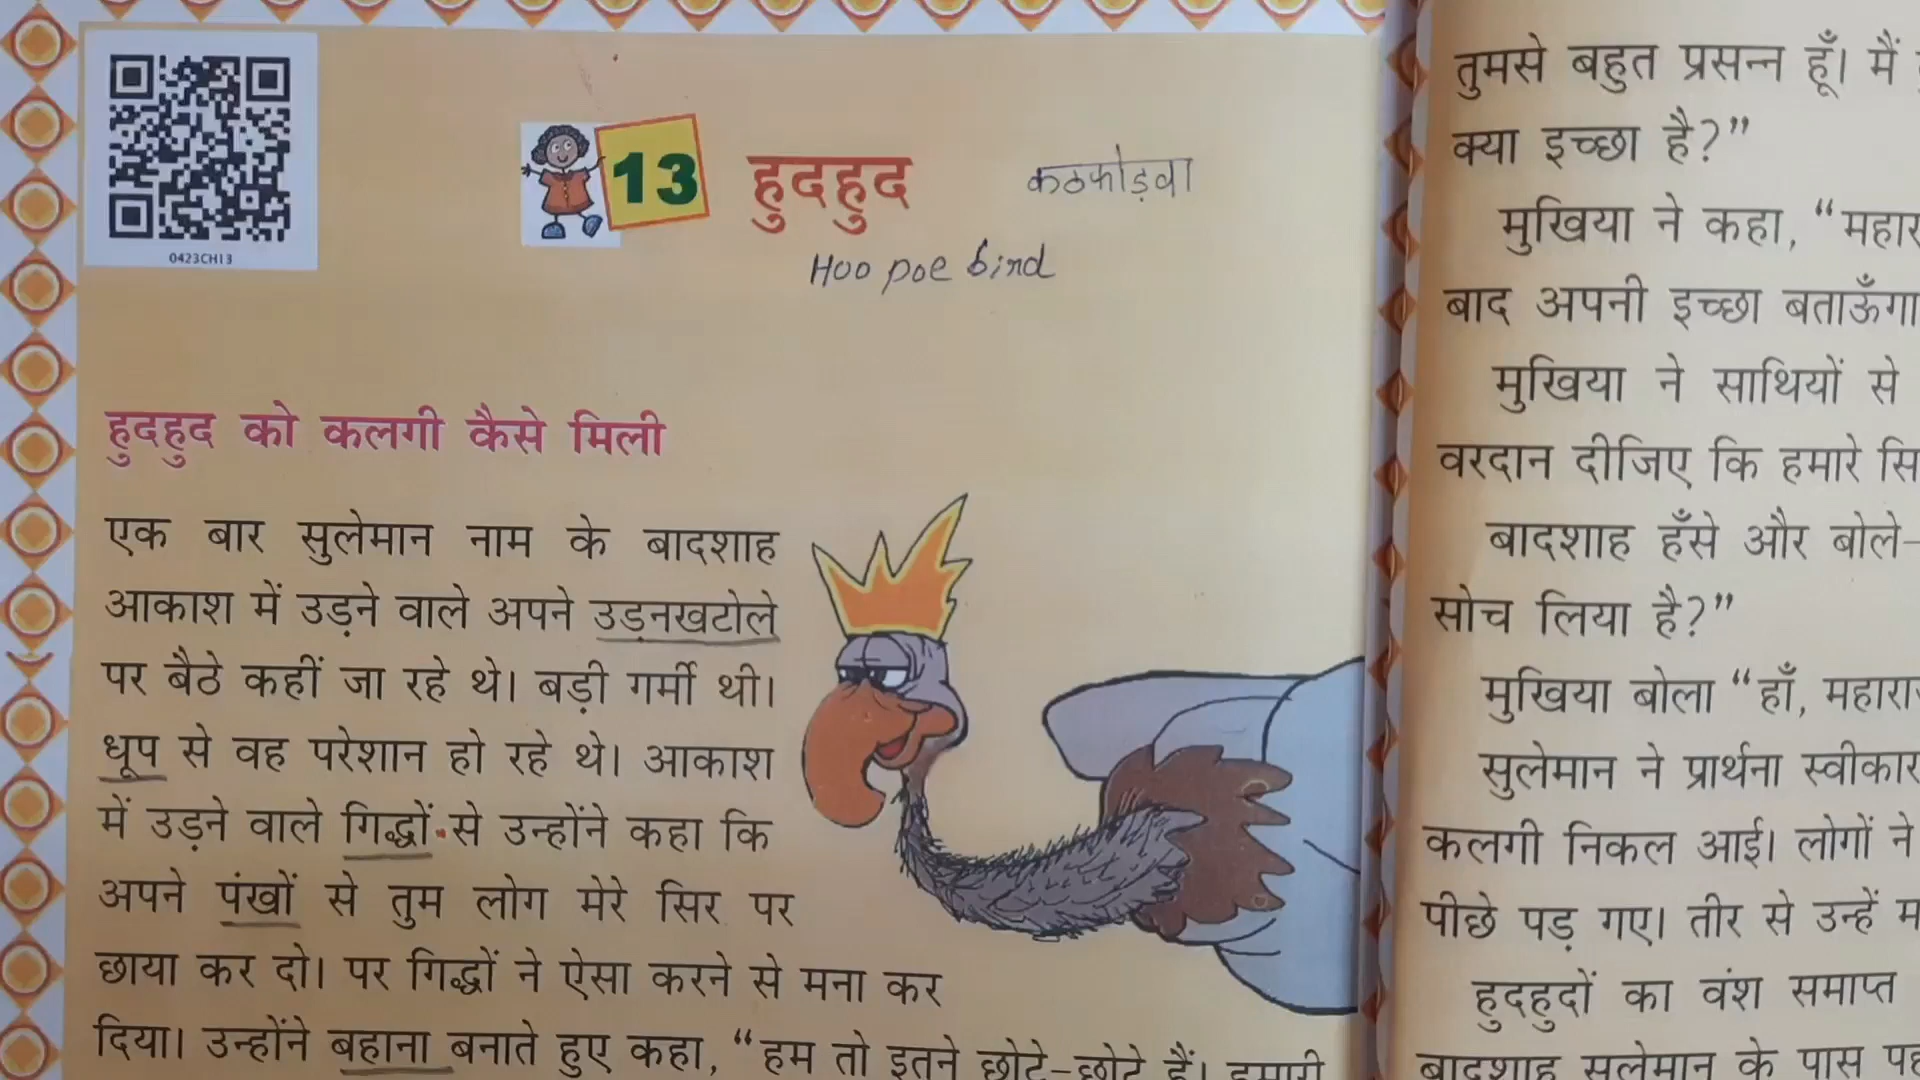 0423CH13
13 हुदहुद कठफोड़वा
Hoo poe bird
हुदहुद को कलगी कैसे मिली
एक बार सुलेमान नाम के बादशाह
आकाश में उड़ने वाले अपने उड़नखटोले
पर बैठे कहीं जा रहे थे। बड़ी गर्मी थी।
धूप से वह परेशान हो रहे थे। आकाश
में उड़ने वाले गिद्धों से उन्होंने कहा कि
अपने पंखों से तुम लोग मेरे सिर पर
छाया कर दो। पर गिद्धों ने ऐसा करने से मना कर
दिया। उन्होंने बहाना बनाते हुए कहा, “हम तो इतने छोटे-छोटे हैं। हमारी
तुमसे बहुत प्रसन्न हूँ। मैं
क्या इच्छा है?”
मुखिया ने कहा, “महार
बाद अपनी इच्छा बताऊँगा
मुखिया ने साथियों से
वरदान दीजिए कि हमारे सि
बादशाह हँसे और बोले-
सोच लिया है?”
मुखिया बोला “हाँ, महारा
सुलेमान ने प्रार्थना स्वीकार
कलगी निकल आई। लोगों ने
पीछे पड़ गए। तीर से उन्हें म
हुदहुदों का वंश समाप्त
बादशाह सुलेमान के पास पह